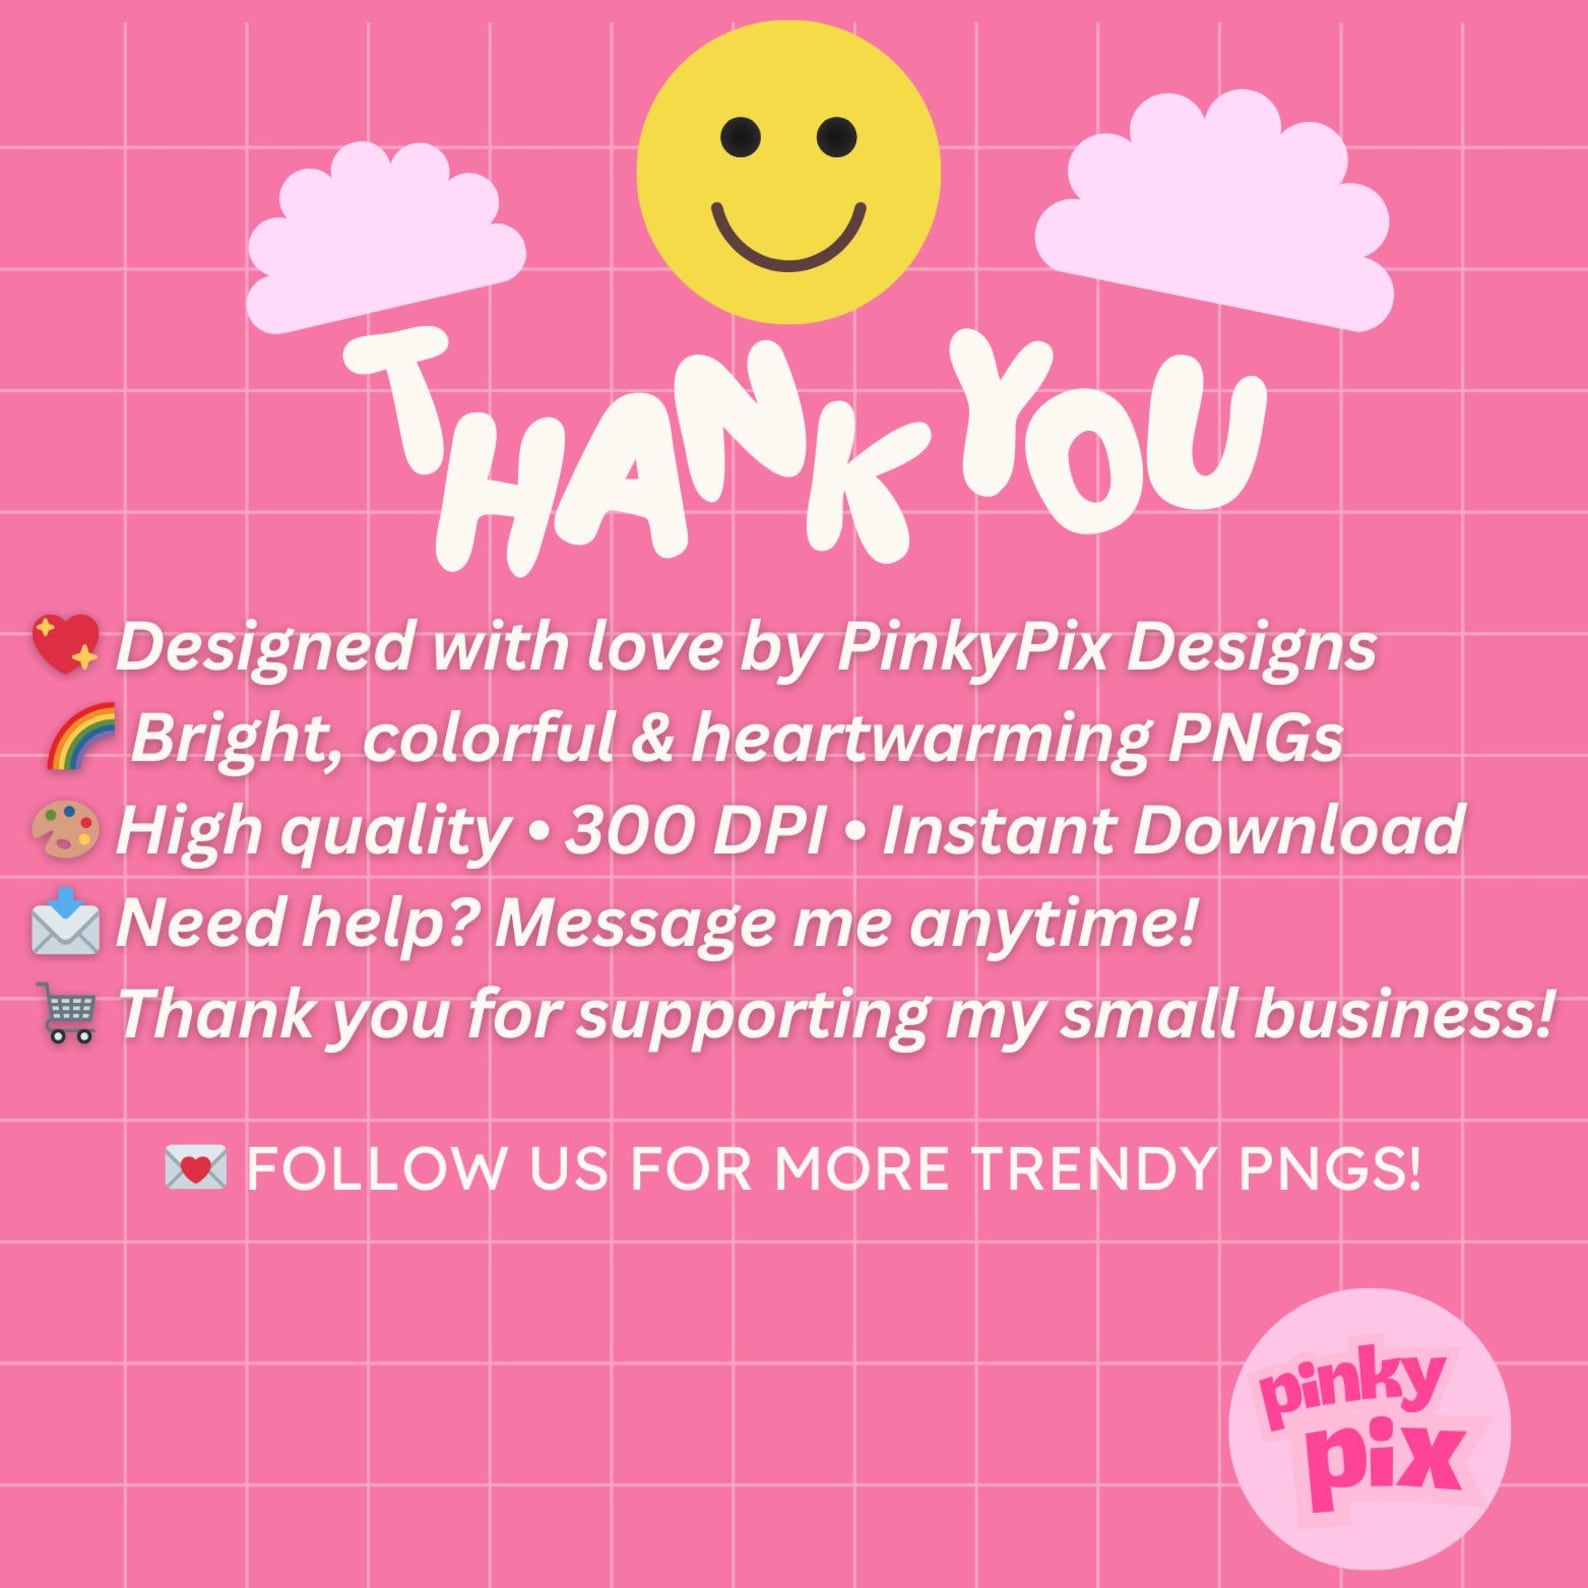 THANK YOU
💖 Designed with love by PinkyPix Designs
🌈 Bright, colorful & heartwarming PNGs
🎨 High quality • 300 DPI • Instant Download
📩 Need help? Message me anytime!
🛒 Thank you for supporting my small business!
💌 FOLLOW US FOR MORE TRENDY PNGS!
pinky
pix